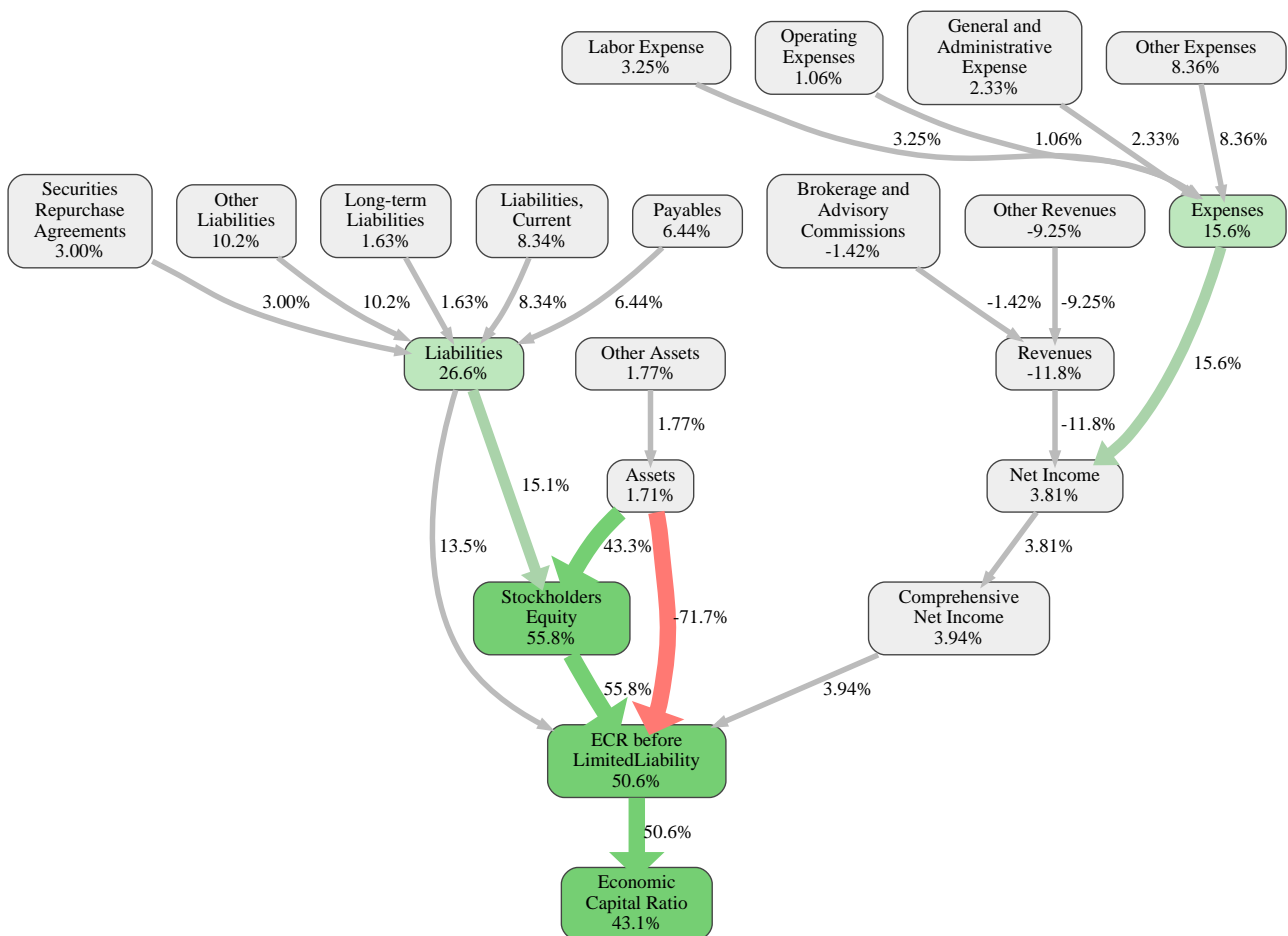 Labor Expense
3.25%
Operating
Expenses
1.06%
General and
Administrative
Expense
2.33%
Other Expenses
8.36%
3.25%
1.06%
2.33%
8.36%
Securities
Repurchase
Agreements
3.00%
Other
Liabilities
10.2%
Long-term
Liabilities
1.63%
Liabilities,
Current
8.34%
Payables
6.44%
Brokerage and
Advisory
Commissions
-1.42%
Other Revenues
-9.25%
Expenses
15.6%
3.00%
10.2%
1.63%
8.34%
6.44%
-1.42%
-9.25%
Liabilities
26.6%
Other Assets
1.77%
Revenues
-11.8%
15.6%
1.77%
-11.8%
15.1%
Assets
1.71%
Net Income
3.81%
13.5%
43.3%
3.81%
Stockholders
Equity
55.8%
-71.7%
Comprehensive
Net Income
3.94%
55.8%
3.94%
ECR before
LimitedLiability
50.6%
50.6%
Economic
Capital Ratio
43.1%